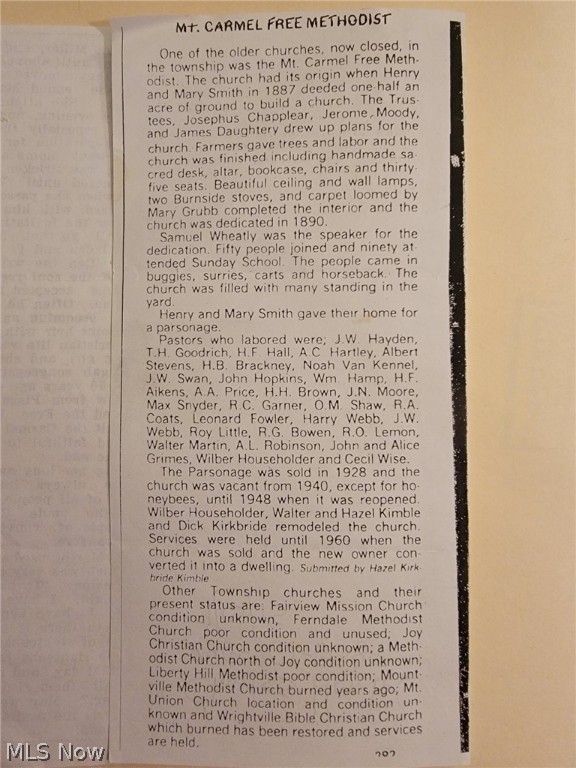 Mt. CARMEL FREE METHODIST
One of the older churches, now closed, in
the township was the Mt. Carmel Free Meth-
odist. The church had its origin when Henry
and Mary Smith in 1887 deeded one-half an
acre of ground to build a church. The Trus-
tees, Josephus Chapplear, Jerome Moody,
and James Daughtery drew up plans for the
church. Farmers gave trees and labor and the
church was finished including handmade sa-
cred desk, altar, bookcase, chairs and thirty-
five seats. Beautiful ceiling and wall lamps,
two Burnside stoves, and carpet loomed by
Mary Grubb completed the interior and the
church was dedicated in 1890.
Samuel Wheatly was the speaker for the
dedication. Fifty people joined and ninety at-
tended Sunday School. The people came in
buggies, surries, carts and horseback. The
church was filled with many standing in the
yard.
Henry and Mary Smith gave their home for
a parsonage.
Pastors who labored were; J.W. Hayden,
T.H. Goodrich, H.F. Hall, A.C. Hartley, Albert
Stevens, H.B. Brackney, Noah Van Kennel,
J.W. Swan, John Hopkins, Wm. Hamp, H.F.
Aikens, A.A. Price, H.H. Brown, J.N. Moore,
Max Snyder, R.C. Garner, O.M. Shaw, R.A.
Coats, Leonard Fowler, Harry Webb, J.W.
Webb, Roy Little, R.G. Bowen, R.O. Lemon,
Walter Martin, A.L. Robinson, John and Alice
Grimes, Wilber Householder and Cecil Wise.
The Parsonage was sold in 1928 and the
church was vacant from 1940, except for ho-
neybees, until 1948 when it was reopened.
Wilber Householder, Walter and Hazel Kimble
and Dick Kirkbride remodeled the church.
Services were held until 1960 when the
church was sold and the new owner con-
verted it into a dwelling. Submitted by Hazel Kirk-
bride Kimble
Other Township churches and their
present status are: Fairview Mission Church
condition unknown, Ferndale Methodist
Church poor condition and unused; Joy
Christian Church condition unknown; a Meth-
odist Church north of Joy condition unknown;
Liberty Hill Methodist poor condition; Mount-
ville Methodist Church burned years ago; Mt.
Union Church location and condition un-
known and Wrightville Bible Christian Church
which burned has been restored and services
are held.
MLS Now